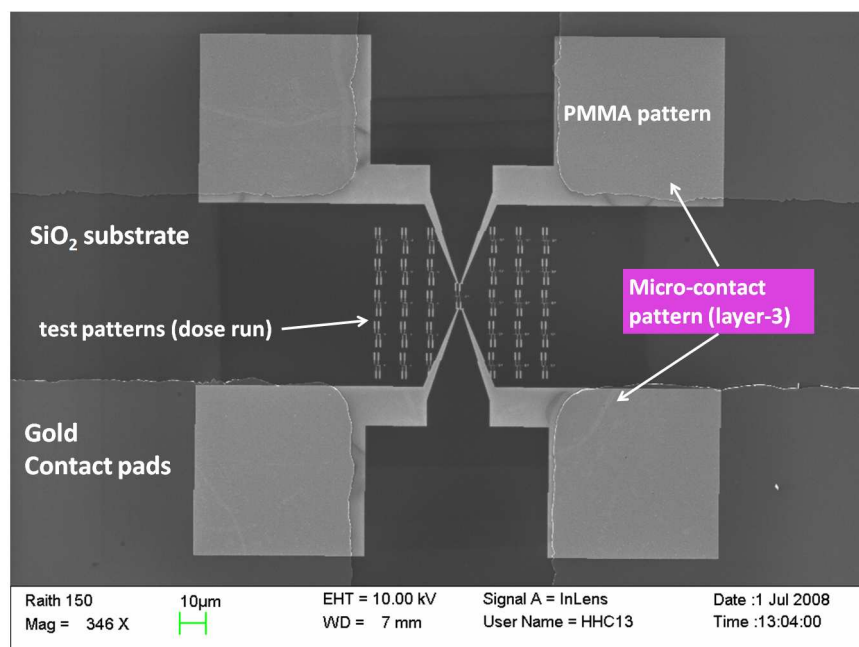 PMMA pattern
SiO₂ substrate
Micro-contact
pattern (layer-3)
test patterns (dose run)
Gold
Contact pads
Raith 150
10µm
EHT = 10.00 kV
Signal A = InLens
Date :1 Jul 2008
Mag = 346 X
WD = 7 mm
User Name = HHC13
Time :13:04:00